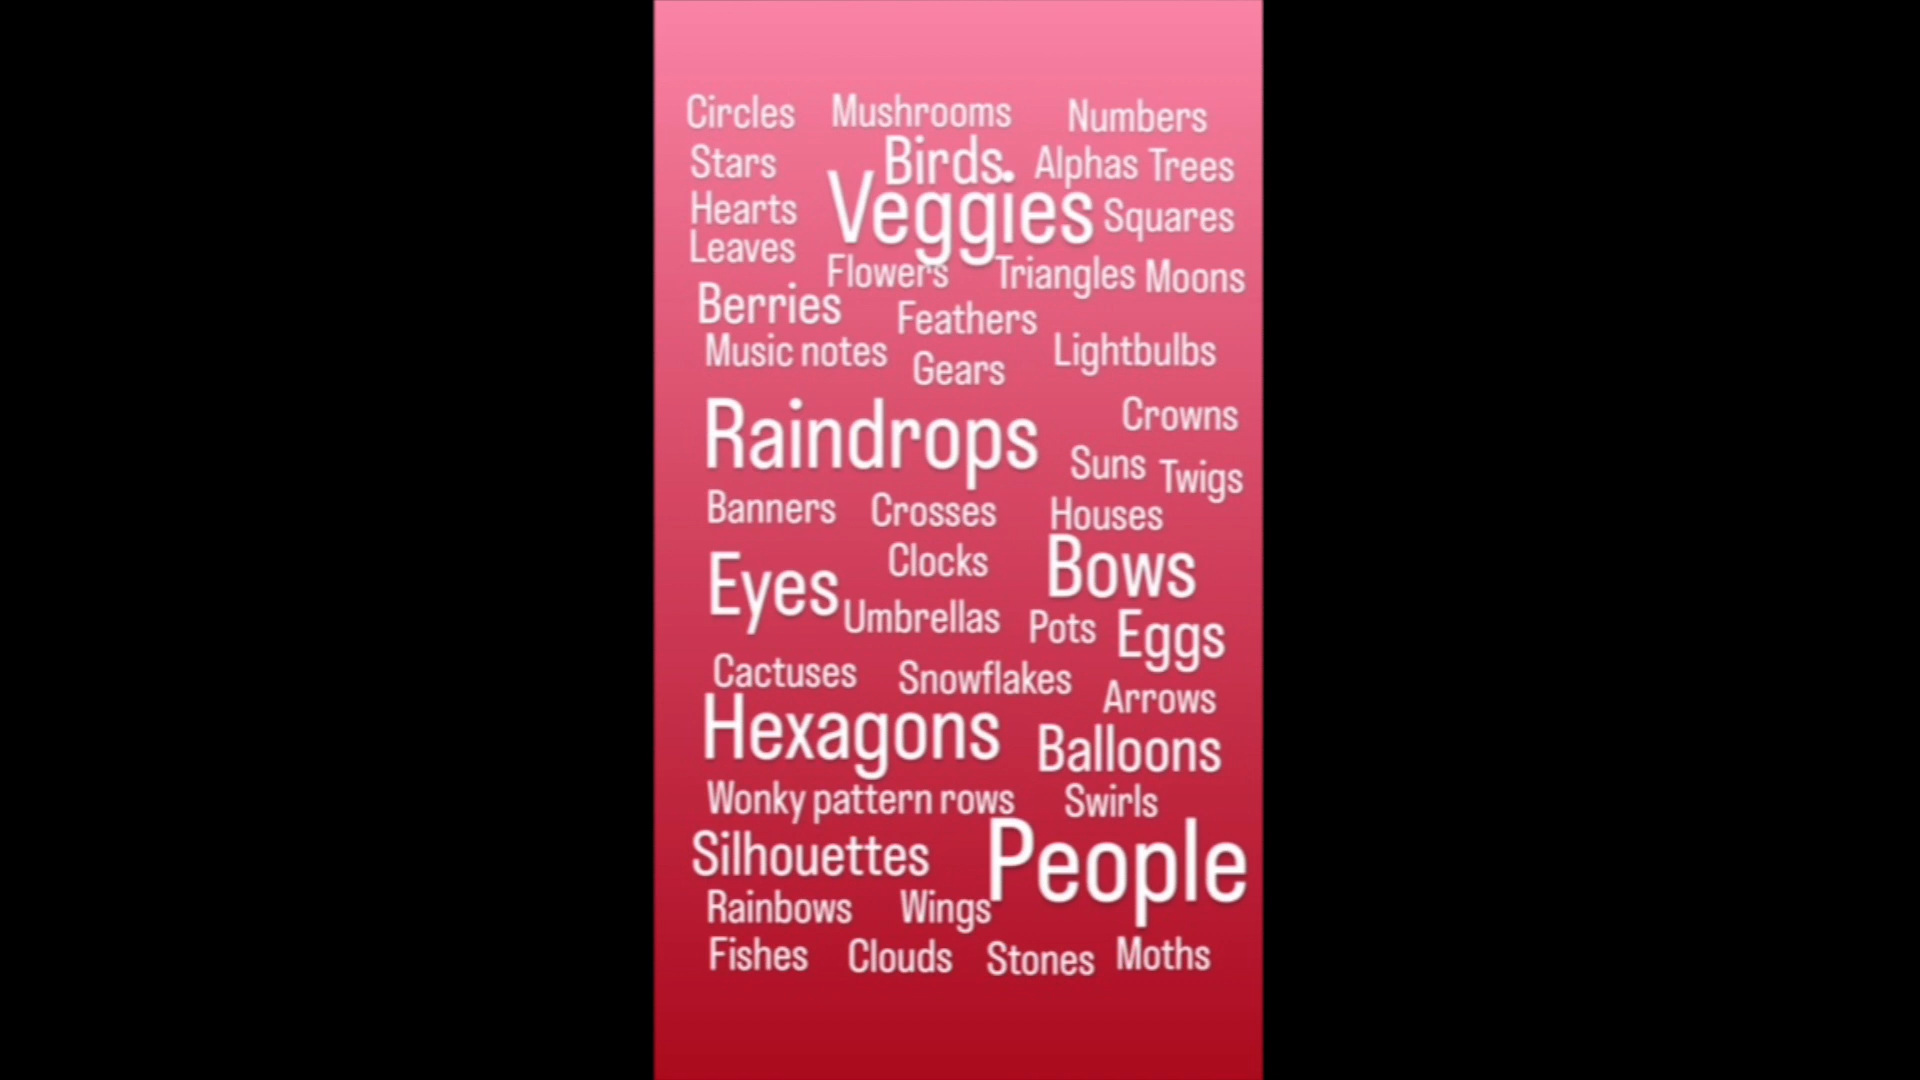 Circles Mushrooms Numbers
Stars Birds Alphas Trees
Hearts Veggies Squares
Leaves Flowers Triangles Moons
Berries Feathers
Music notes Gears Lightbulbs
Raindrops Crowns
Suns Twigs
Banners Crosses Houses
Eyes Clocks Bows
Umbrellas Pots Eggs
Cactuses Snowflakes Arrows
Hexagons Balloons
Wonky pattern rows Swirls
Silhouettes People
Rainbows Wings
Fishes Clouds Stones Moths